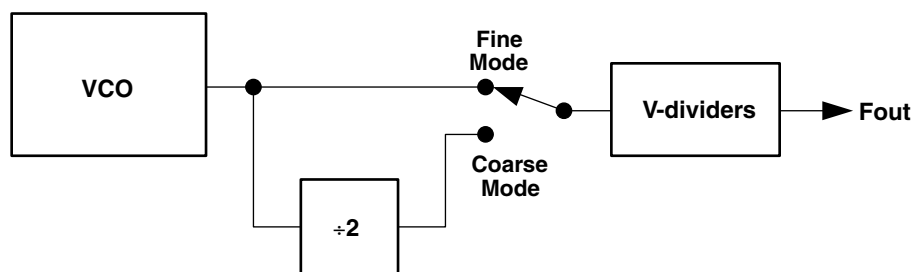 VCO
Fine
Mode
V-dividers
Fout
Coarse
Mode
÷2